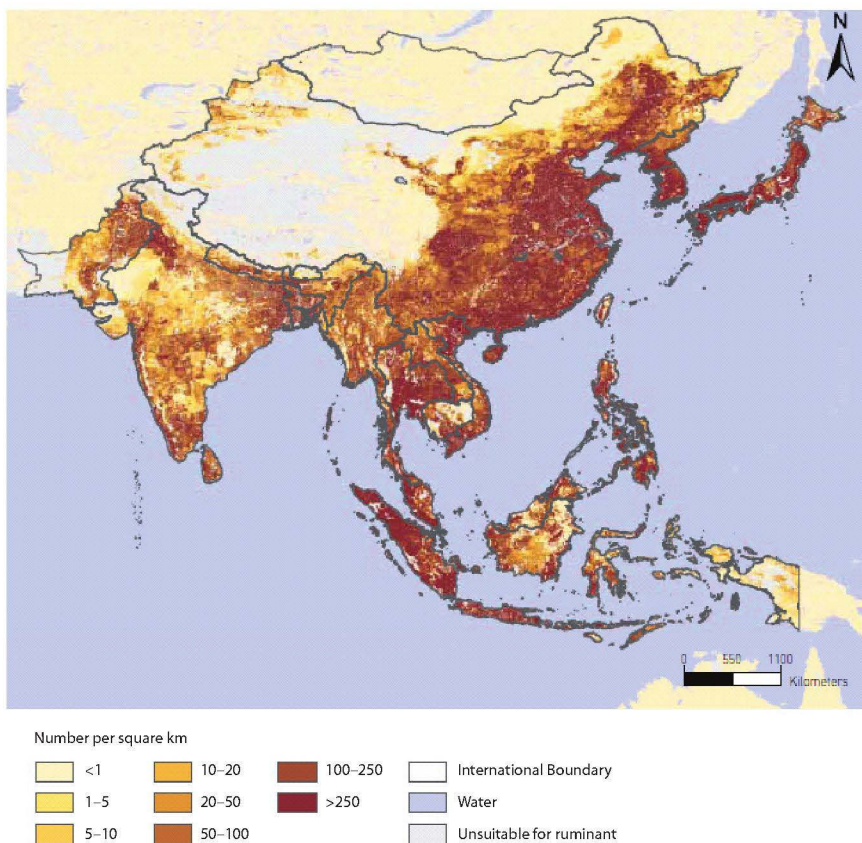 N
0 550 1100
Kilometers
Number per square km
<1 10–20 100–250 International Boundary
1–5 20–50 >250 Water
5–10 50–100 Unsuitable for ruminant